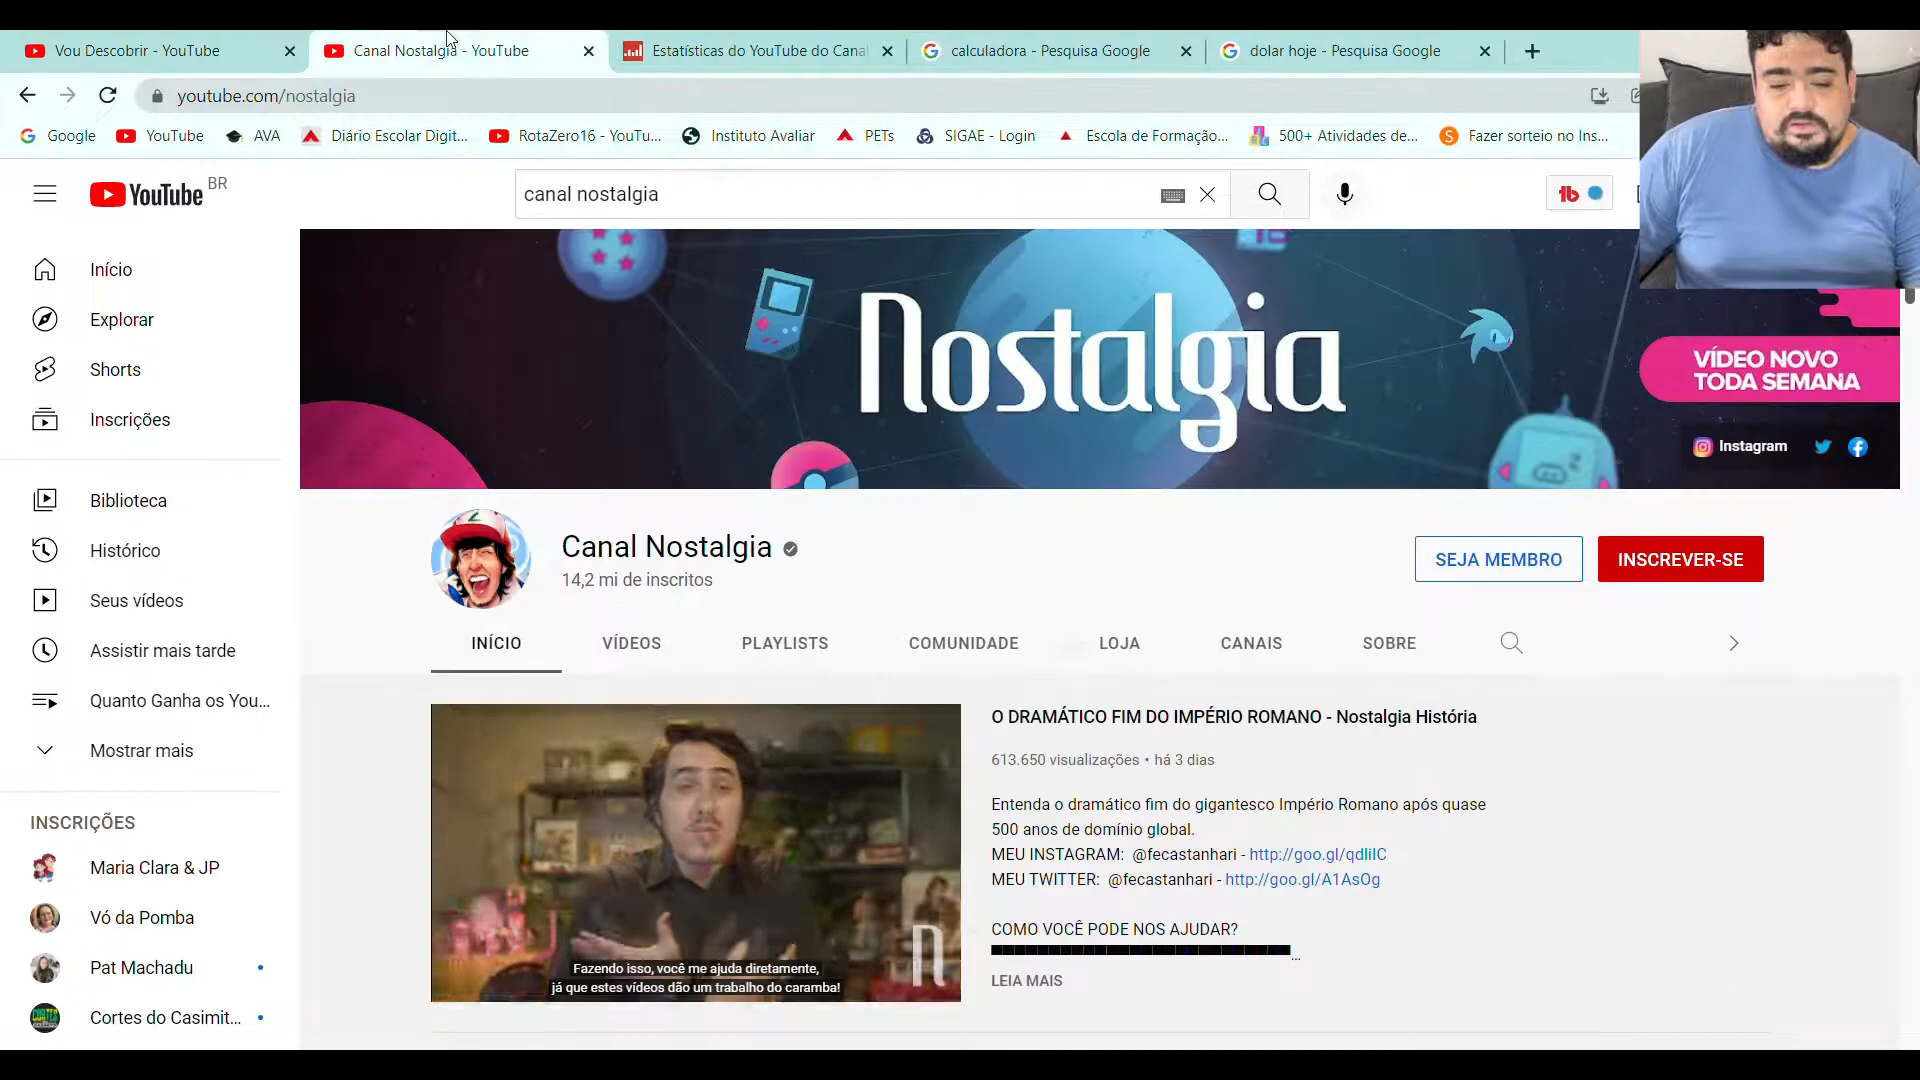 Vou Descobrir - YouTube
Canal Nostalgia - YouTube
Estatísticas do YouTube do Canal
calculadora - Pesquisa Google
dolar hoje - Pesquisa Google
youtube.com/nostalgia
Google
YouTube
AVA
Diário Escolar Digit...
RotaZero16 - YouTu...
Instituto Avaliar
PETs
SIGAE - Login
Escola de Formação...
500+ Atividades de...
Fazer sorteio no Ins...
YouTube BR
canal nostalgia
tb
Início
Explorar
Shorts
Inscrições
Biblioteca
Histórico
Seus vídeos
Assistir mais tarde
Quanto Ganha os You...
Mostrar mais
INSCRIÇÕES
Maria Clara & JP
Vó da Pomba
Pat Machadu
Cortes do Casimit...
Nostalgia
VÍDEO NOVO
TODA SEMANA
Instagram
Canal Nostalgia
14,2 mi de inscritos
SEJA MEMBRO
INSCREVER-SE
INÍCIO
VÍDEOS
PLAYLISTS
COMUNIDADE
LOJA
CANAIS
SOBRE
Fazendo isso, você me ajuda diretamente,
já que estes vídeos dão um trabalho do caramba!
O DRAMÁTICO FIM DO IMPÉRIO ROMANO - Nostalgia História
613.650 visualizações • há 3 dias
Entenda o dramático fim do gigantesco Império Romano após quase
500 anos de domínio global.
MEU INSTAGRAM: @fecastanhari - http://goo.gl/qdliIC
MEU TWITTER: @fecastanhari - http://goo.gl/A1AsOg
COMO VOCÊ PODE NOS AJUDAR?
...
LEIA MAIS